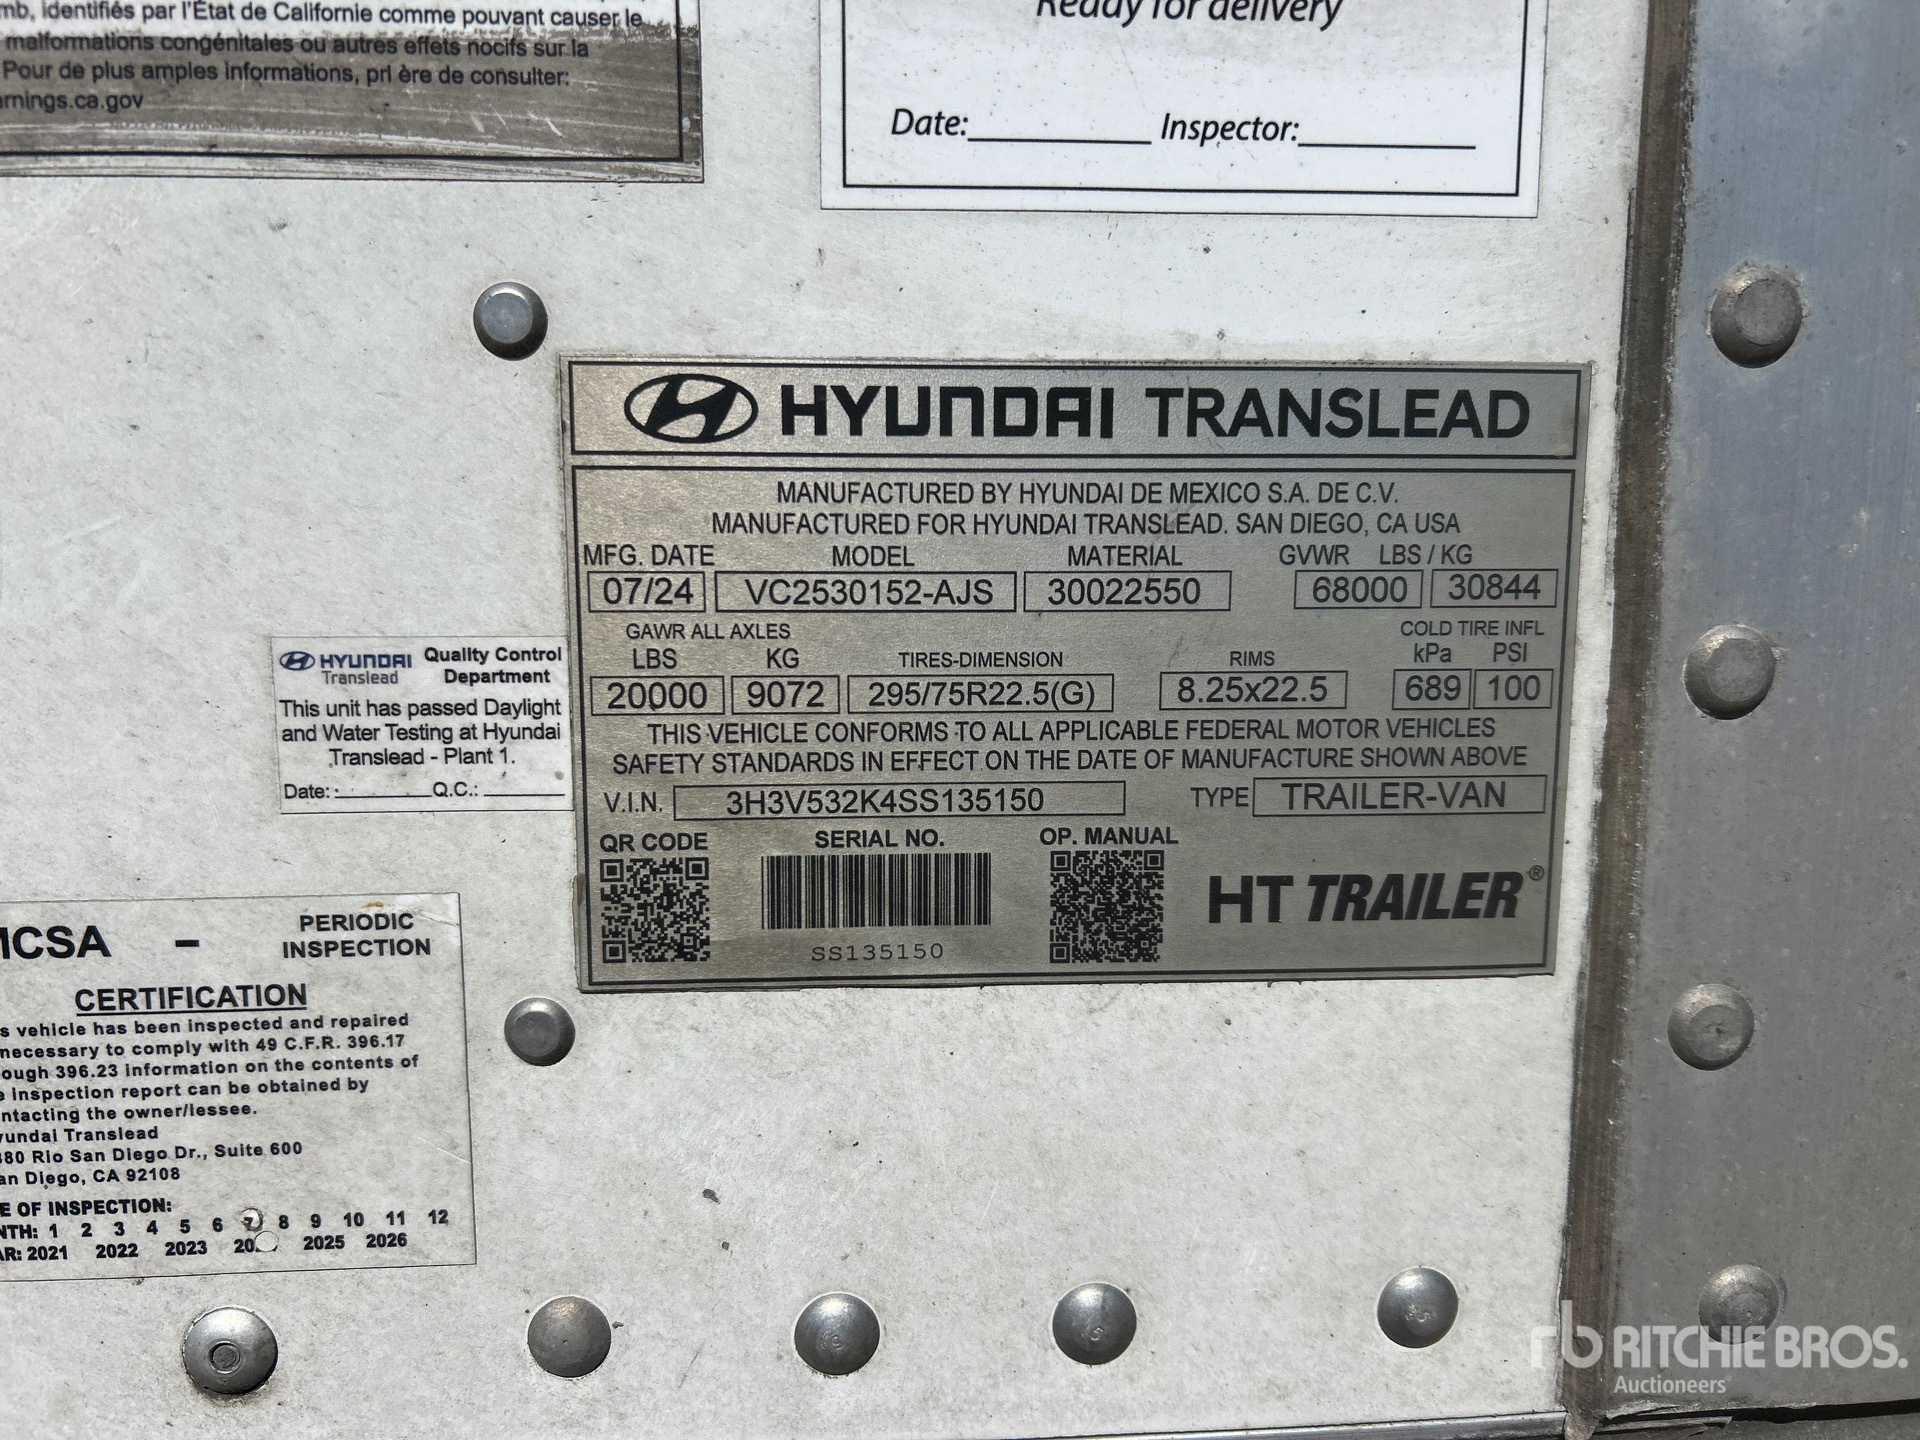 identifiés par l'État de Californie comme pouvant causer le
malformations congénitales ou autres effets nocifs sur la
Pour de plus amples informations, pri ère de consulter:
Ready for delivery
Date: Inspector:
HYUNDAI TRANSLEAD
MANUFACTURED BY HYUNDAI DE MEXICO S.A. DE C.V.
MANUFACTURED FOR HYUNDAI TRANSLEAD. SAN DIEGO, CA USA
MFG. DATE MODEL MATERIAL GVWR LBS / KG
07/24 VC2530152-AJS 30022550 68000 30844
GAWR ALL AXLES COLD TIRE INFL
LBS KG TIRES-DIMENSION RIMS kPa PSI
20000 9072 295/75R22.5(G) 8.25x22.5 689 100
THIS VEHICLE CONFORMS TO ALL APPLICABLE FEDERAL MOTOR VEHICLES
SAFETY STANDARDS IN EFFECT ON THE DATE OF MANUFACTURE SHOWN ABOVE
V.I.N. 3H3V532K4SS135150 TYPE TRAILER-VAN
QR CODE SERIAL NO. OP. MANUAL
HT TRAILER®
SS135150
HYUNDAI Translead Quality Control
Department
This unit has passed Daylight
and Water Testing at Hyundai
Translead - Plant 1.
Date: Q.C.:
MCSA - PERIODIC
INSPECTION
CERTIFICATION
vehicle has been inspected and repaired
necessary to comply with 49 C.F.R. 396.17
396.23 information on the contents of
inspection report can be obtained by
the owner/lessee.
Translead
Rio San Diego Dr., Suite 600
Diego, CA 92108
OF INSPECTION:
1 2 3 4 5 6 7 8 9 10 11 12
2021 2022 2023 2025 2026
RITCHIE BROS.
Auctioneers